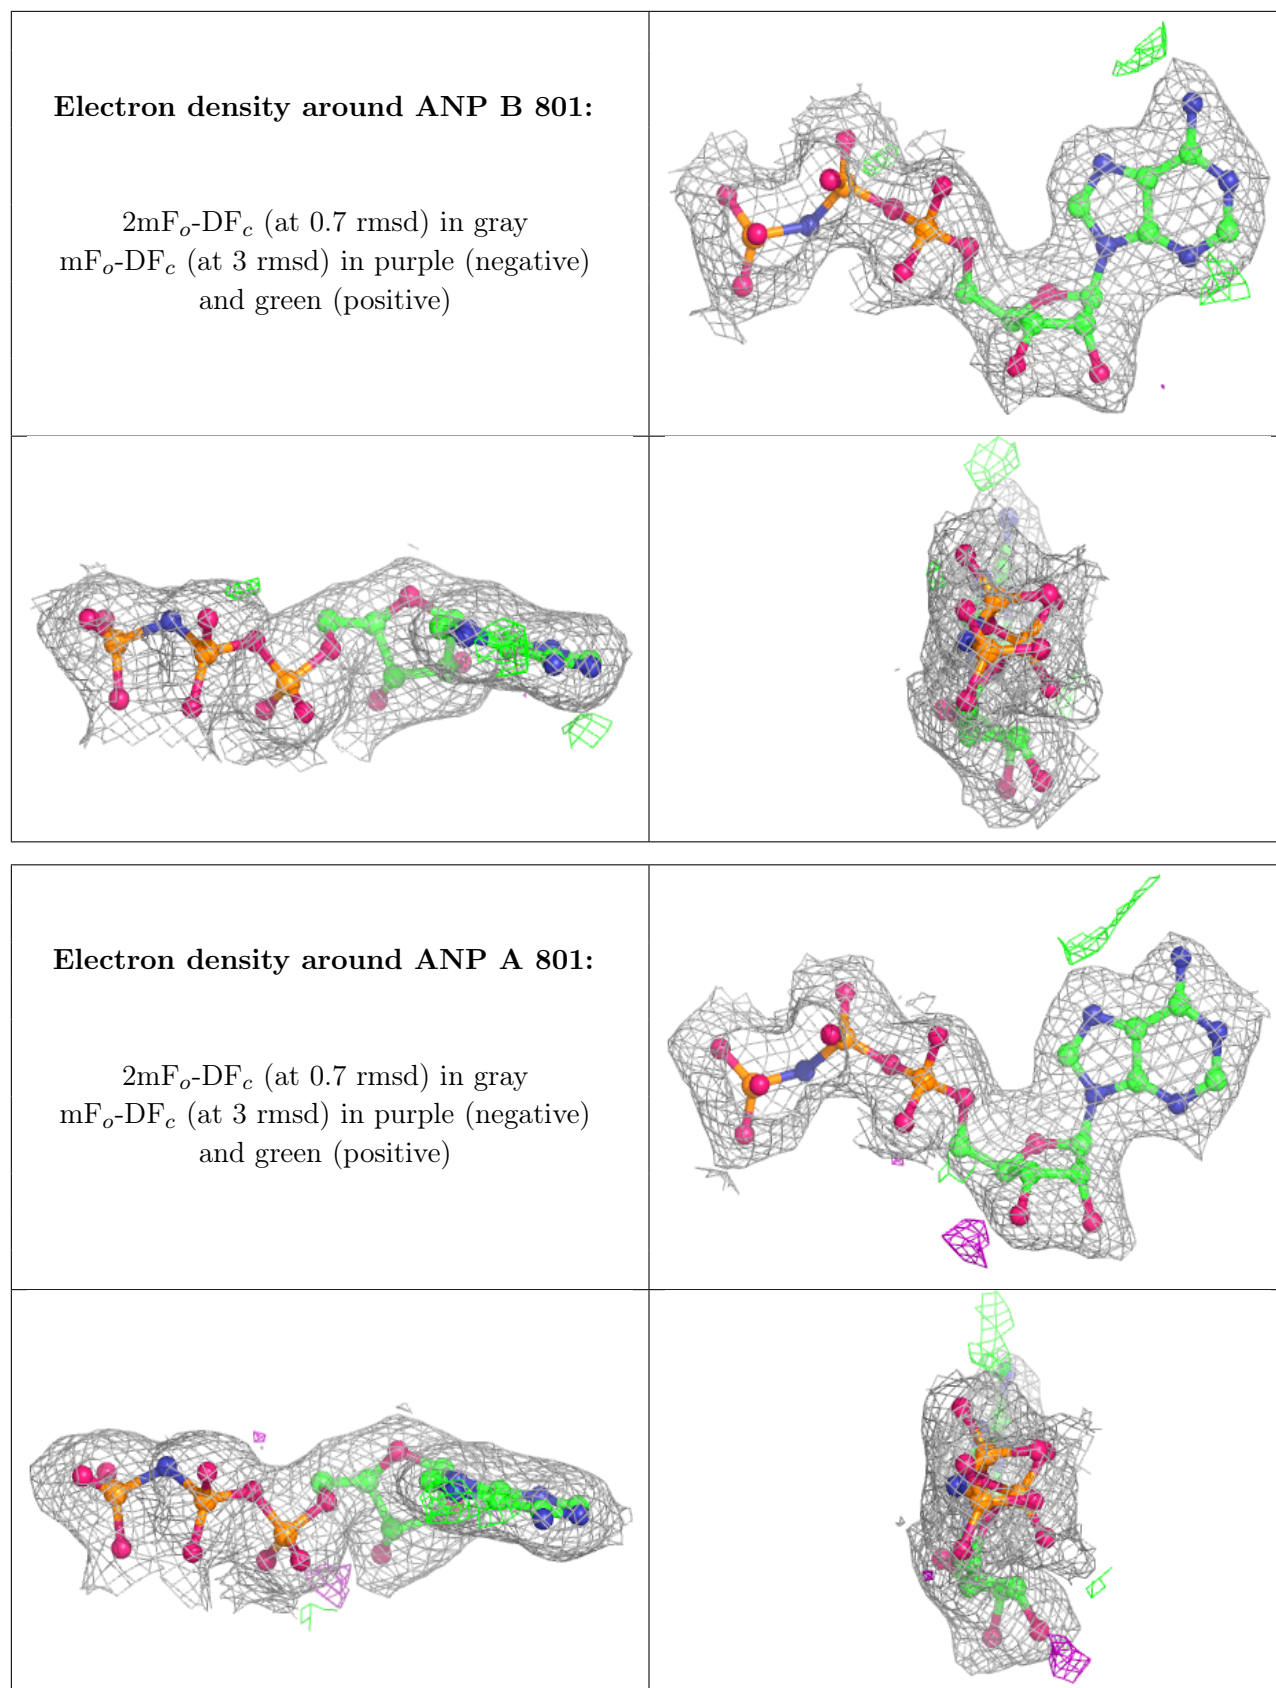 Electron density around ANP B 801:
2mFo-DFc (at 0.7 rmsd) in gray
mFo-DFc (at 3 rmsd) in purple (negative)
and green (positive)
Electron density around ANP A 801:
2mFo-DFc (at 0.7 rmsd) in gray
mFo-DFc (at 3 rmsd) in purple (negative)
and green (positive)